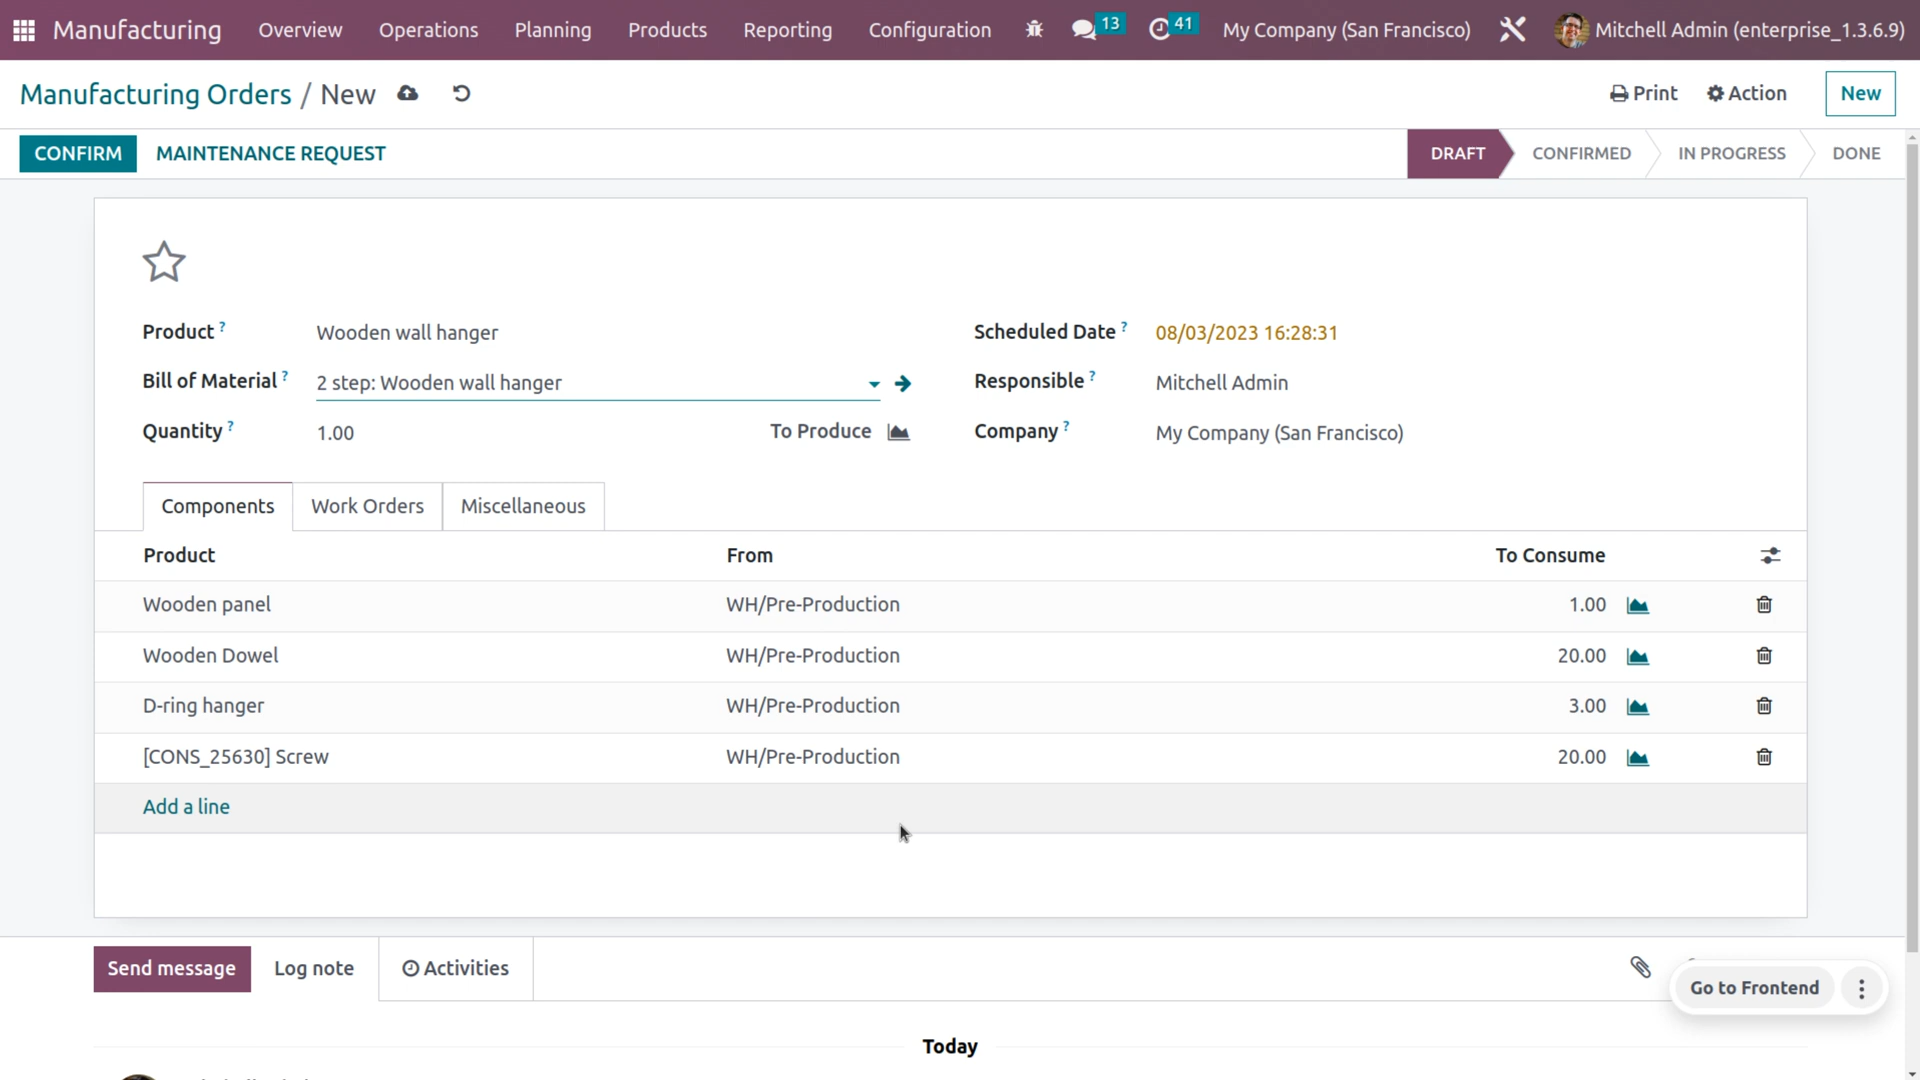 Manufacturing Overview Operations Planning Products Reporting Configuration 13 41 My Company (San Francisco) Mitchell Admin (enterprise_1.3.6.9)
Manufacturing Orders / New Print Action New
CONFIRM MAINTENANCE REQUEST DRAFT CONFIRMED IN PROGRESS DONE
Product ? Wooden wall hanger Scheduled Date ? 08/03/2023 16:28:31
Bill of Material ? 2 step: Wooden wall hanger Responsible ? Mitchell Admin
Quantity ? 1.00 To Produce Company ? My Company (San Francisco)
Components Work Orders Miscellaneous
Product From To Consume
Wooden panel WH/Pre-Production 1.00
Wooden Dowel WH/Pre-Production 20.00
D-ring hanger WH/Pre-Production 3.00
[CONS_25630] Screw WH/Pre-Production 20.00
Add a line
Send message Log note Activities
Go to Frontend
Today